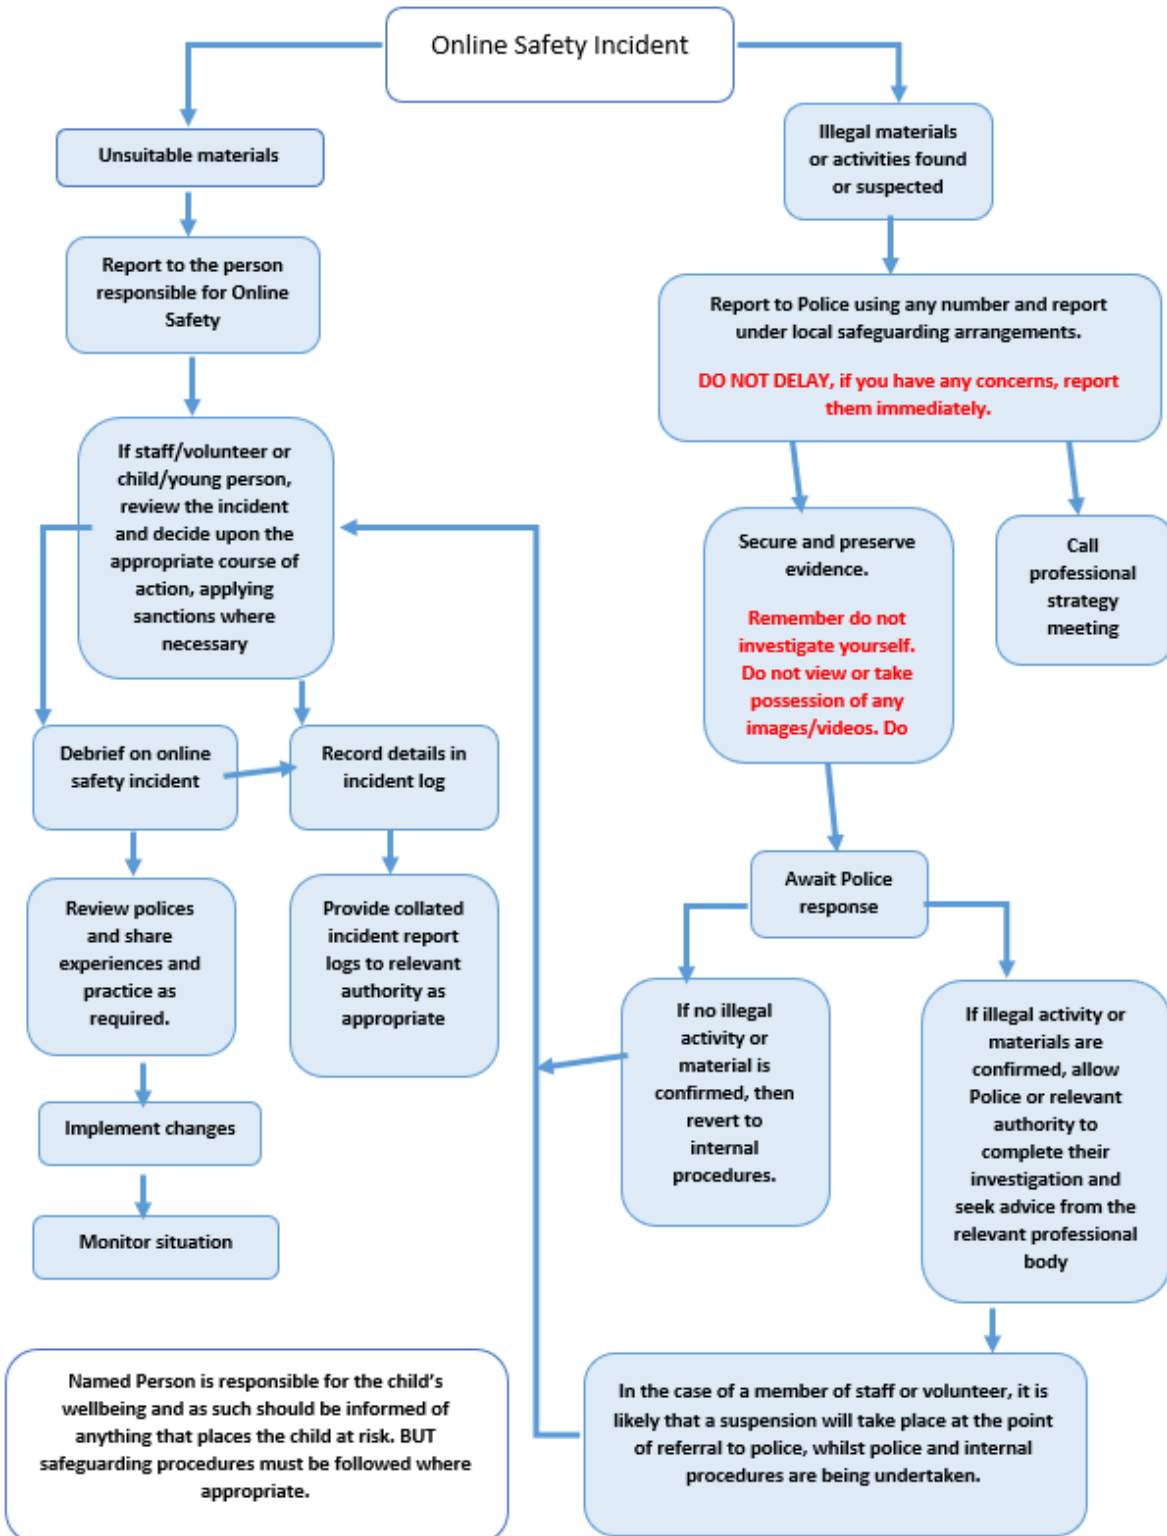 Online Safety Incident
Unsuitable materials
Report to the person
responsible for Online
Safety
If staff/volunteer or
child/young person,
review the incident
and decide upon the
appropriate course of
action, applying
sanctions where
necessary
Debrief on online
safety incident
Record details in
incident log
Review polices
and share
experiences and
practice as
required.
Provide collated
incident report
logs to relevant
authority as
appropriate
Implement changes
Monitor situation
Illegal materials
or activities found
or suspected
Report to Police using any number and report
under local safeguarding arrangements.
DO NOT DELAY, if you have any concerns, report
them immediately.
Secure and preserve
evidence.
Remember do not
investigate yourself.
Do not view or take
possession of any
images/videos. Do
Call
professional
strategy
meeting
Await Police
response
If no illegal
activity or
material is
confirmed, then
revert to
internal
procedures.
If illegal activity or
materials are
confirmed, allow
Police or relevant
authority to
complete their
investigation and
seek advice from the
relevant professional
body
In the case of a member of staff or volunteer, it is
likely that a suspension will take place at the point
of referral to police, whilst police and internal
procedures are being undertaken.
Named Person is responsible for the child's
wellbeing and as such should be informed of
anything that places the child at risk. BUT
safeguarding procedures must be followed where
appropriate.